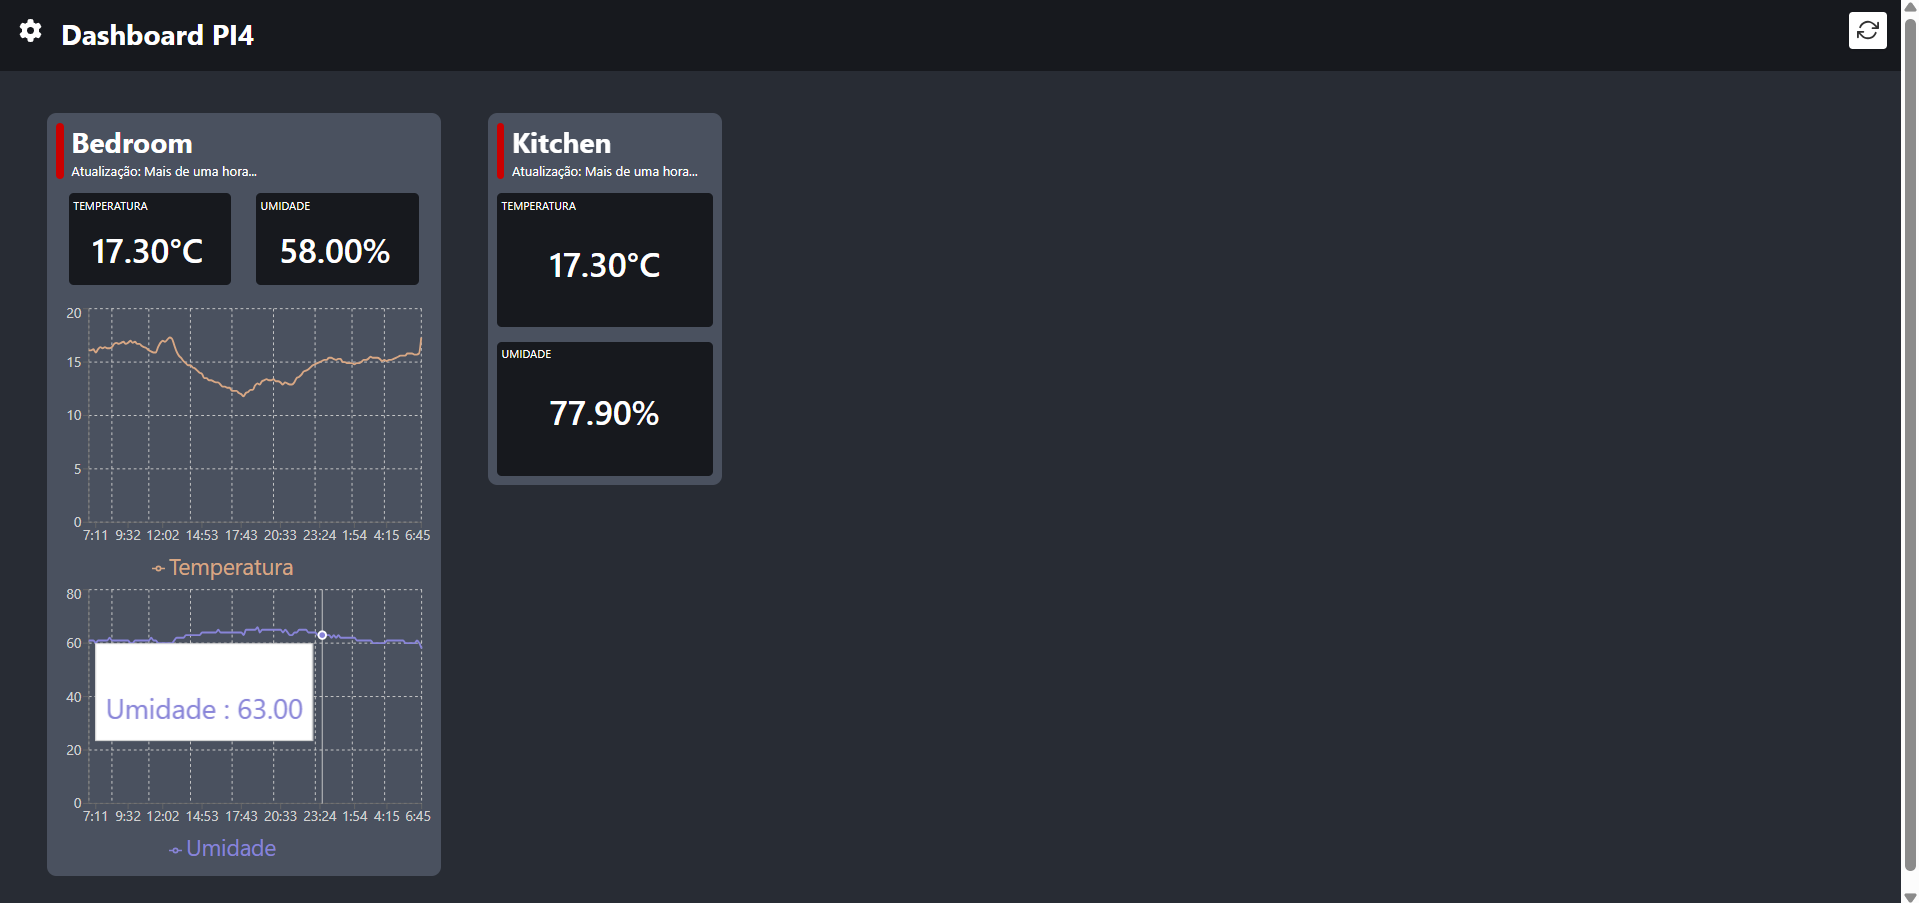 Dashboard PI4
Bedroom
Atualização: Mais de uma hora...
TEMPERATURA
17.30°C
UMIDADE
58.00%
20
15
10
5
0
7:11 9:32 12:02 14:53 17:43 20:33 23:24 1:54 4:15 6:45
Temperatura
80
60
40
20
0
Umidade : 63.00
7:11 9:32 12:02 14:53 17:43 20:33 23:24 1:54 4:15 6:45
Umidade
Kitchen
Atualização: Mais de uma hora...
TEMPERATURA
17.30°C
UMIDADE
77.90%